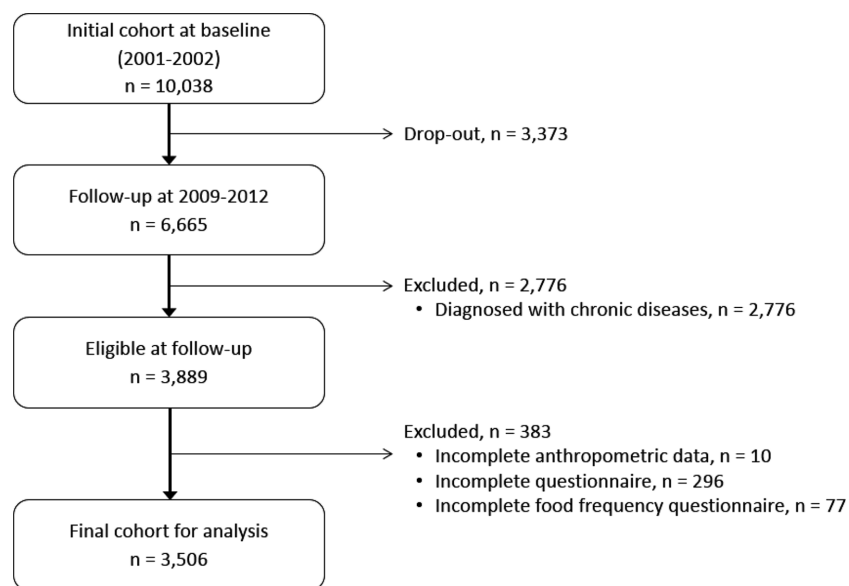 Initial cohort at baseline
(2001-2002)
n = 10,038
Drop-out, n = 3,373
Follow-up at 2009-2012
n = 6,665
Excluded, n = 2,776
• Diagnosed with chronic diseases, n = 2,776
Eligible at follow-up
n = 3,889
Excluded, n = 383
• Incomplete anthropometric data, n = 10
• Incomplete questionnaire, n = 296
• Incomplete food frequency questionnaire, n = 77
Final cohort for analysis
n = 3,506